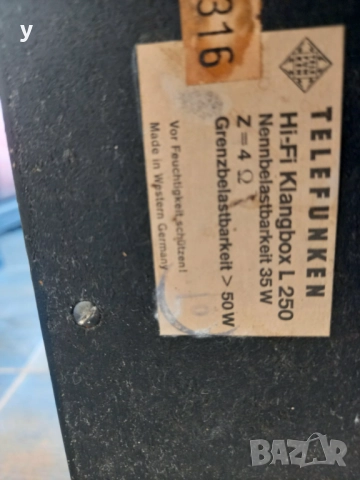 TELEFUNKEN
Hi-Fi Klangbox L 250
Nennbelastbarkeit 35 W
Z = 4 Ω
Grenzbelastbarkeit > 50 W
Vor Feuchtigkeit schützen!
Made in Western Germany
316
y
BAZAR